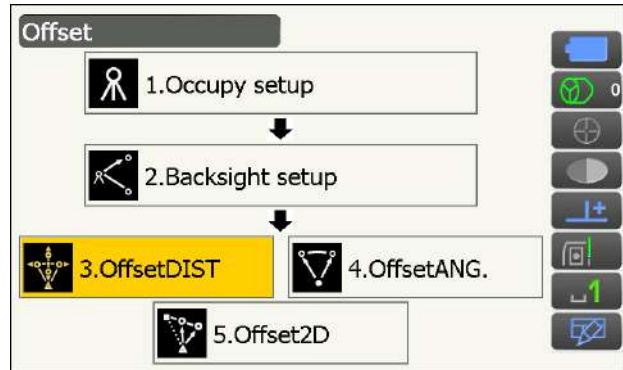 Offset
1.Occupy setup
0
2.Backsight setup
3.OffsetDIST
4.OffsetANG.
1
5.Offset2D